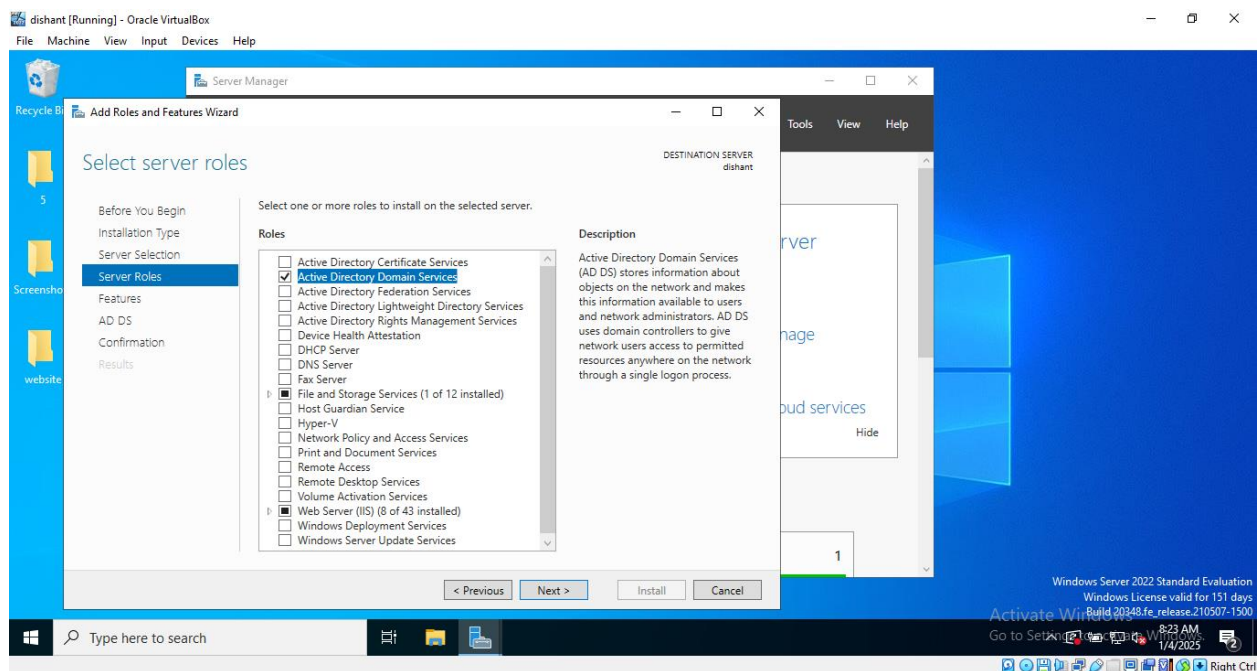 dishant [Running] - Oracle VirtualBox
File Machine View Input Devices Help
Recycle Bi
Server Manager
Tools View Help
Add Roles and Features Wizard
Select server roles
DESTINATION SERVER
dishant
Before You Begin
Installation Type
Server Selection
Server Roles
Features
AD DS
Confirmation
Results
Select one or more roles to install on the selected server.
Roles
Active Directory Certificate Services
Active Directory Domain Services
Active Directory Federation Services
Active Directory Lightweight Directory Services
Active Directory Rights Management Services
Device Health Attestation
DHCP Server
DNS Server
Fax Server
File and Storage Services (1 of 12 installed)
Host Guardian Service
Hyper-V
Network Policy and Access Services
Print and Document Services
Remote Access
Remote Desktop Services
Volume Activation Services
Web Server (IIS) (8 of 43 installed)
Windows Deployment Services
Windows Server Update Services
Description
Active Directory Domain Services
(AD DS) stores information about
objects on the network and makes
this information available to users
and network administrators. AD DS
uses domain controllers to give
network users access to permitted
resources anywhere on the network
through a single logon process.
< Previous Next > Install Cancel
rver
nage
oud services
Hide
1
5
Screensho
website
Windows Server 2022 Standard Evaluation
Windows License valid for 151 days
Build 20348.fe_release.210507-1500
Activate Windows
Go to Settings to activate Windows.
Type here to search
8:23 AM
1/4/2025
2
Right Ctrl